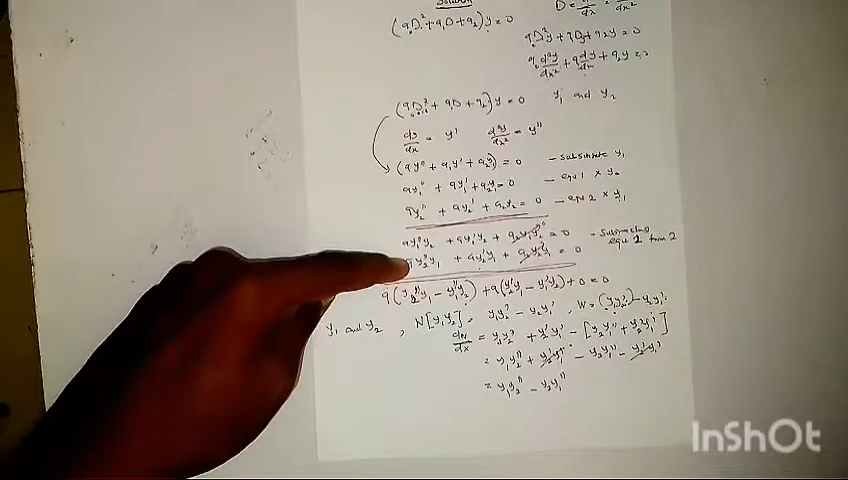 Solution
(a₀D² + a₁D + a₂)y = 0
D = d/dx
a₀D²y + a₁Dy + a₂y = 0
a₀ d²y/dx² + a₁ dy/dx + a₂y = 0
(a₀D² + a₁D + a₂)y = 0 y₁ and y₂
dy/dx = y' d²y/dx² = y''
(a₀y'' + a₁y' + a₂y) = 0 - substitute y₁
a₀y₁'' + a₁y₁' + a₂y₁ = 0 - equ 1 × y₂
a₀y₂'' + a₁y₂' + a₂y₂ = 0 - equ 2 × y₁
a₀y₁''y₂ + a₁y₁'y₂ + a₂y₁y₂ = 0 - Subtracting
equ 1 from 2
y₂''y₁ + a₁y₂'y₁ + a₂y₂y₁ = 0
a₀(y₂''y₁ - y₁''y₂) + a₁(y₂'y₁ - y₁'y₂) + 0 = 0
y₁ and y₂, W[y₁y₂] = y₁y₂' - y₂y₁', W = (y₁y₂') - y₂y₁'
dW/dx = y₁y₂'' + y₂'y₁' - [y₂y₁'' + y₂'y₁']
= y₁y₂'' + y₂'y₁' - y₂y₁'' - y₂'y₁'
= y₁y₂'' - y₂y₁''
InShOt